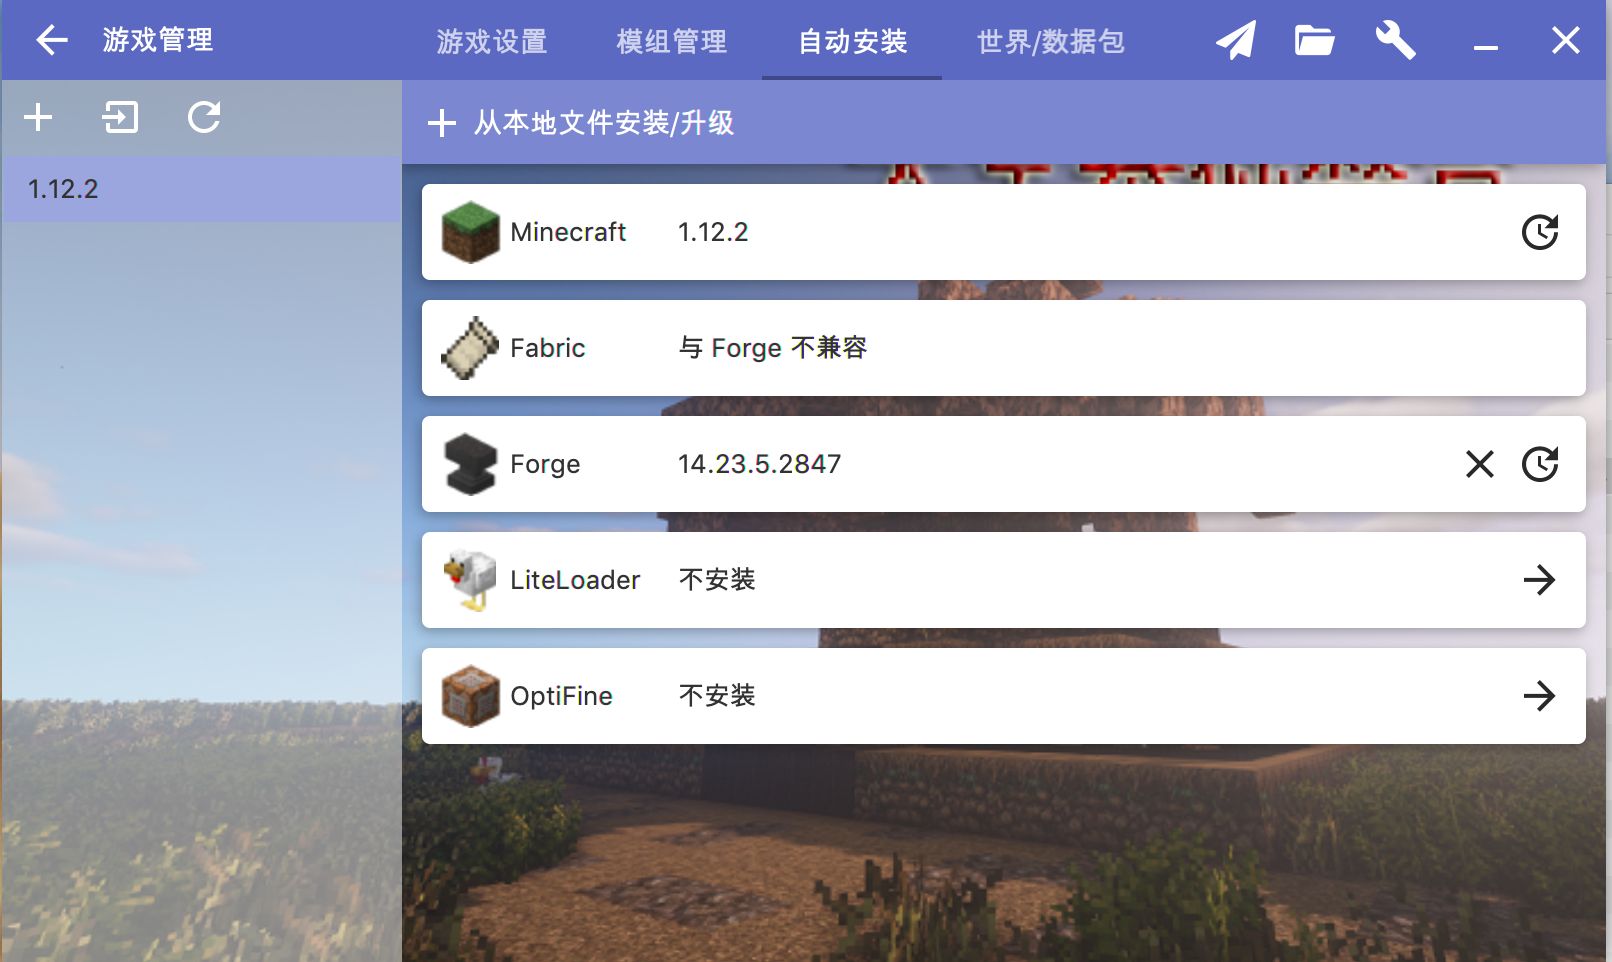 游戏管理
游戏设置 模组管理 自动安装 世界/数据包
从本地文件安装/升级
1.12.2
Minecraft 1.12.2
Fabric 与 Forge 不兼容
Forge 14.23.5.2847
LiteLoader 不安装
OptiFine 不安装